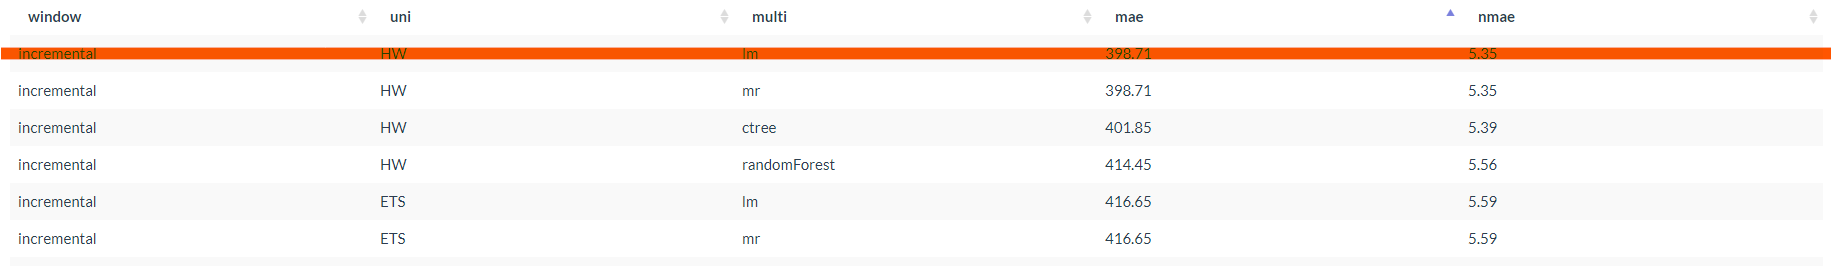 window uni multi mae nmae
incremental HW lm 398.71 5.35
incremental HW mr 398.71 5.35
incremental HW ctree 401.85 5.39
incremental HW randomForest 414.45 5.56
incremental ETS lm 416.65 5.59
incremental ETS mr 416.65 5.59